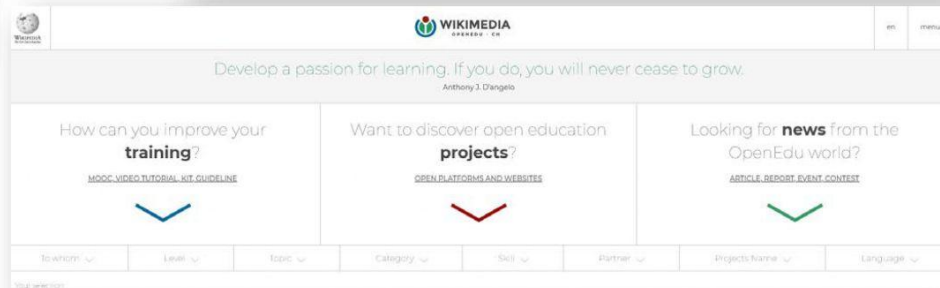 WIKIPEDIA
WIKIMEDIA
OPENEDU · CH
en
menu
Develop a passion for learning. If you do, you will never cease to grow.
Anthony J. D'angelo
How can you improve your
training?
MOOC, VIDEO TUTORIAL, KIT, GUIDELINE
Want to discover open education
projects?
OPEN PLATFORMS AND WEBSITES
Looking for news from the
OpenEdu world?
ARTICLE, REPORT, EVENT, CONTEST
To whom
Level
Topic
Category
Skill
Partner
Projects Name
Language
Your selection